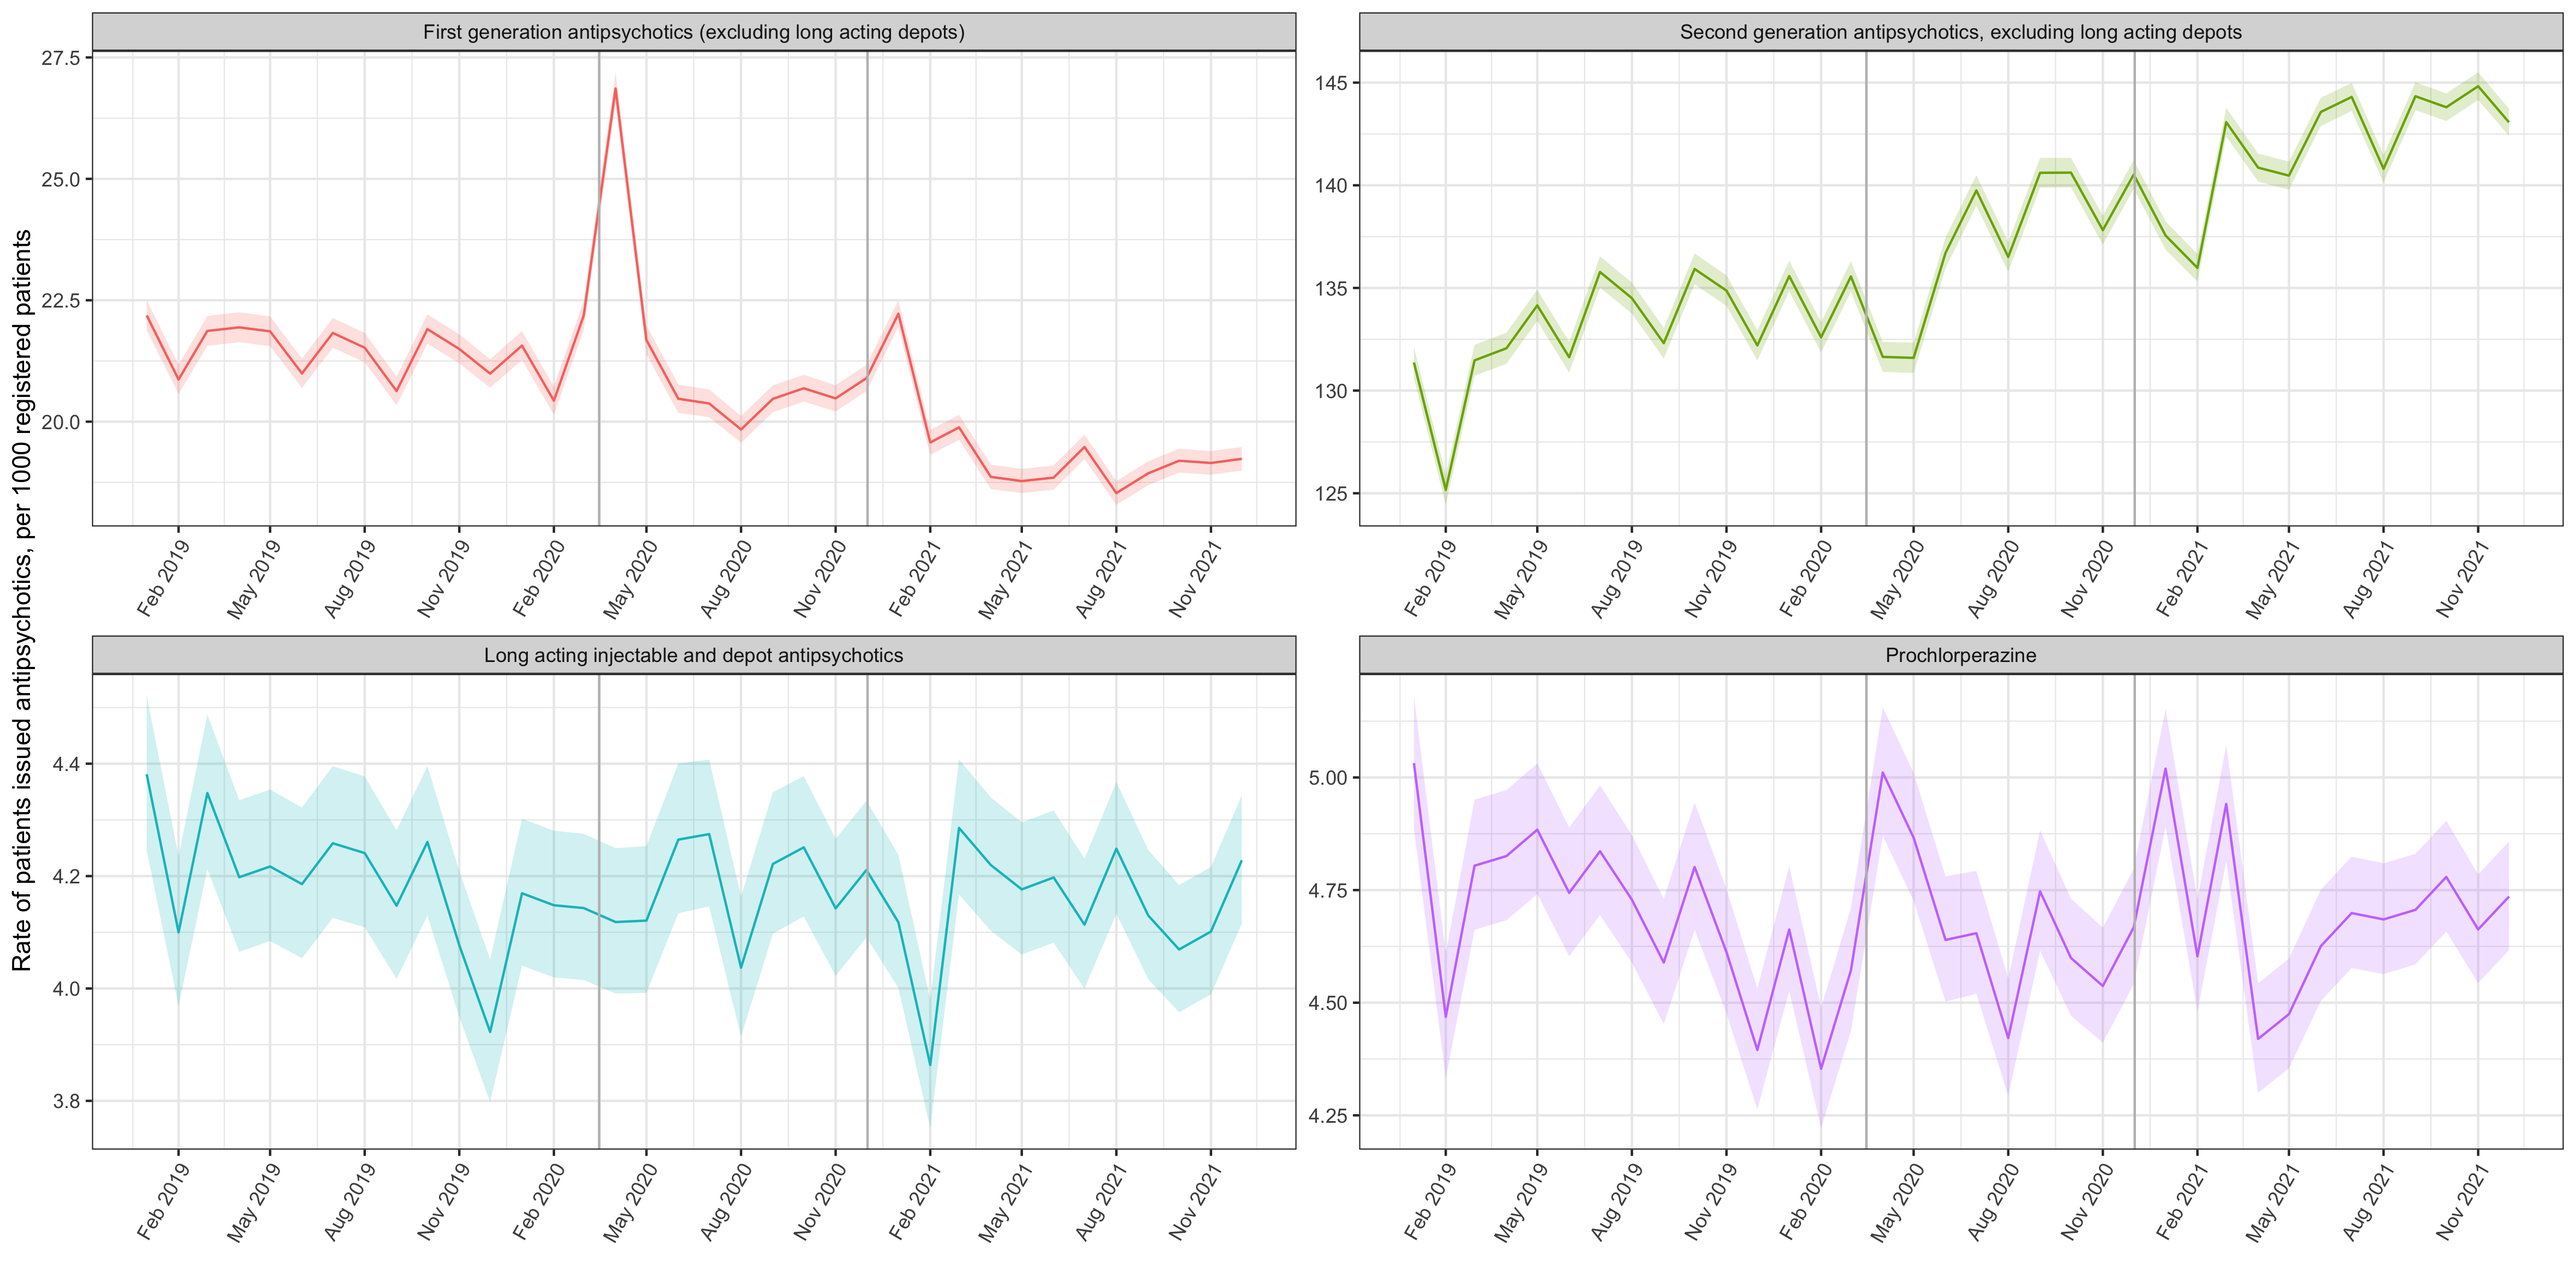 Rate of patients issued antipsychotics, per 1000 registered patients
First generation antipsychotics (excluding long acting depots)
27.5
25.0
22.5
20.0
Feb 2019 May 2019 Aug 2019 Nov 2019 Feb 2020 May 2020 Aug 2020 Nov 2020 Feb 2021 May 2021 Aug 2021 Nov 2021
Second generation antipsychotics, excluding long acting depots
145
140
135
130
125
Feb 2019 May 2019 Aug 2019 Nov 2019 Feb 2020 May 2020 Aug 2020 Nov 2020 Feb 2021 May 2021 Aug 2021 Nov 2021
Long acting injectable and depot antipsychotics
4.4
4.2
4.0
3.8
Feb 2019 May 2019 Aug 2019 Nov 2019 Feb 2020 May 2020 Aug 2020 Nov 2020 Feb 2021 May 2021 Aug 2021 Nov 2021
Prochlorperazine
5.00
4.75
4.50
4.25
Feb 2019 May 2019 Aug 2019 Nov 2019 Feb 2020 May 2020 Aug 2020 Nov 2020 Feb 2021 May 2021 Aug 2021 Nov 2021